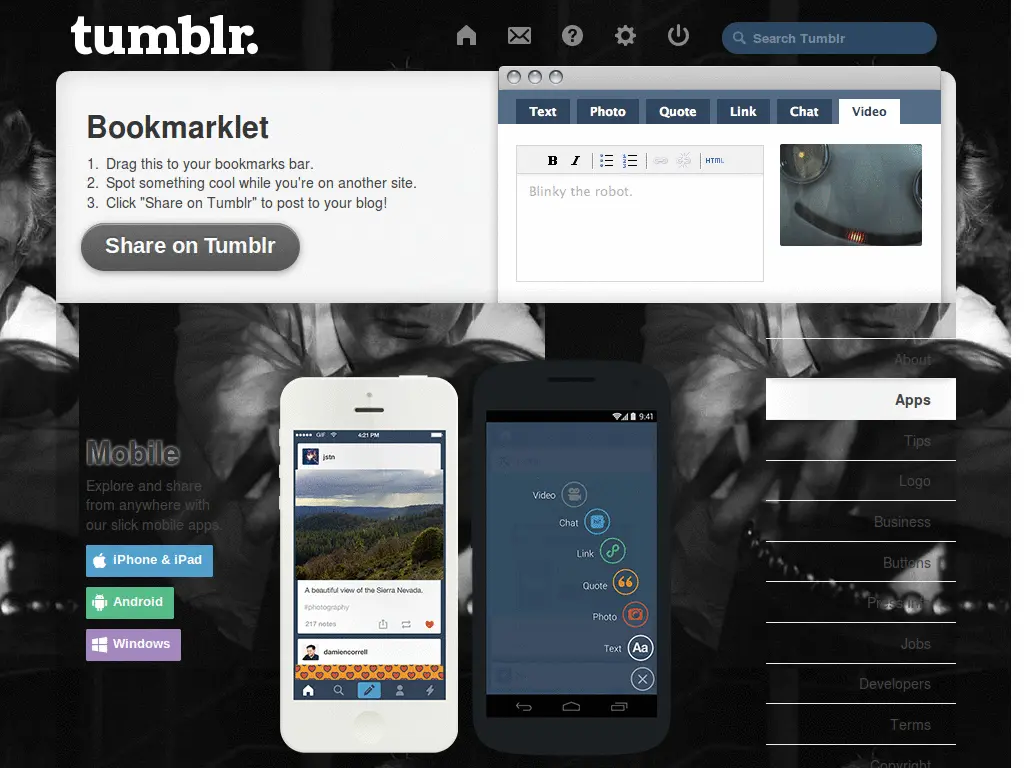 tumblr.
Search Tumblr
Bookmarklet
1. Drag this to your bookmarks bar.
2. Spot something cool while you're on another site.
3. Click "Share on Tumblr" to post to your blog!
Share on Tumblr
Text Photo Quote Link Chat Video
B I HTML
Blinky the robot.
About
Apps
Tips
Logo
Business
Buttons
Press Info
Jobs
Developers
Terms
Copyright
Mobile
Explore and share
from anywhere with
our slick mobile apps.
iPhone & iPad
Android
Windows
GIF 4:21 PM
jstn
A beautiful view of the Sierra Nevada.
#photography
217 notes
damiencorrell
9:41
Video
Chat
Link
Quote
Photo
Text Aa